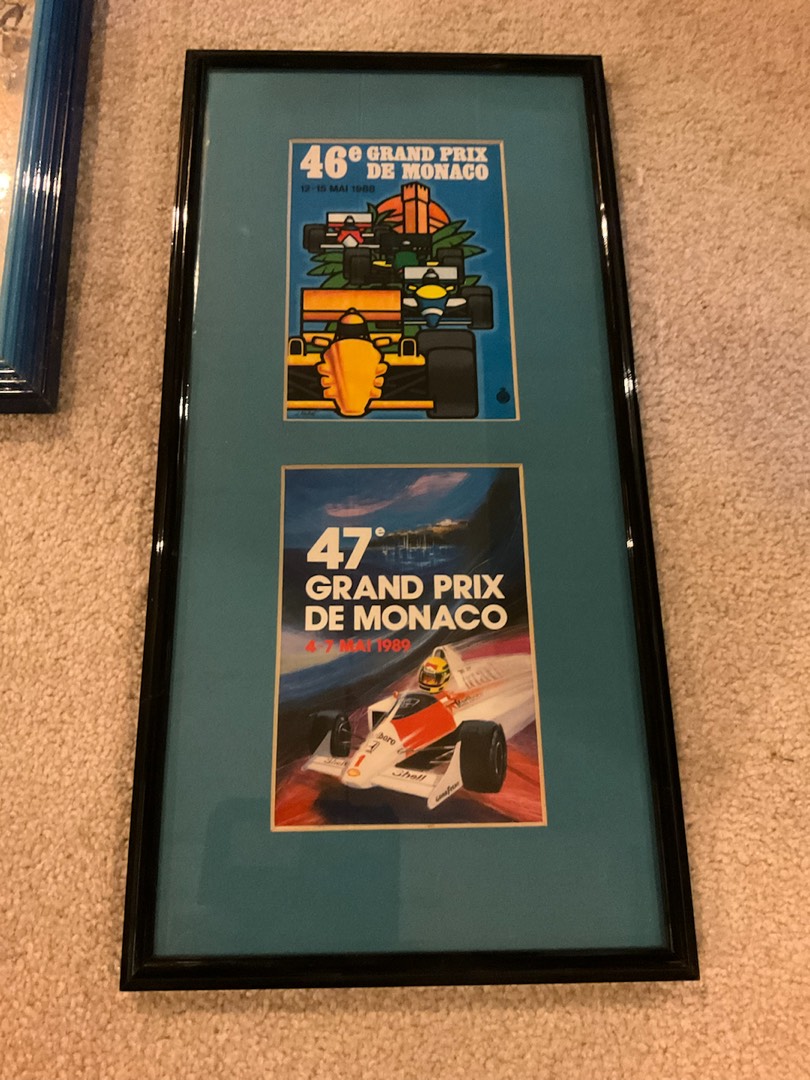 46e GRAND PRIX
DE MONACO
12-15 MAI 1988
47e
GRAND PRIX
DE MONACO
4-7 MAI 1989
1
Shell